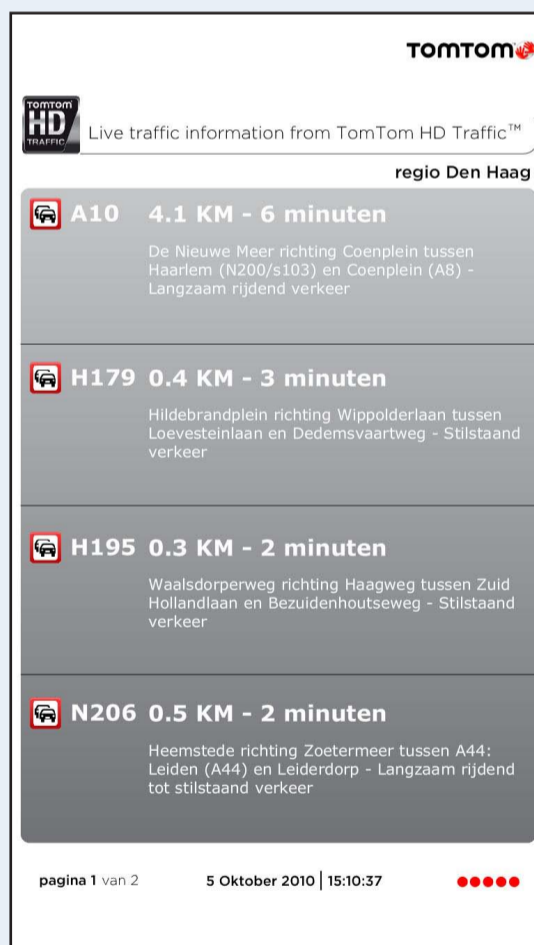 TOMTOM
TOMTOM
HD
TRAFFIC
Live traffic information from TomTom HD Traffic™
regio Den Haag
A10 4.1 KM - 6 minuten
De Nieuwe Meer richting Coenplein tussen
Haarlem (N200/s103) en Coenplein (A8) -
Langzaam rijdend verkeer
H179 0.4 KM - 3 minuten
Hildebrandplein richting Wippolderlaan tussen
Loevesteinlaan en Dedemsvaartweg - Stilstaand
verkeer
H195 0.3 KM - 2 minuten
Waalsdorperweg richting Haagweg tussen Zuid
Hollandlaan en Bezuidenhoutseweg - Stilstaand
verkeer
N206 0.5 KM - 2 minuten
Heemstede richting Zoetermeer tussen A44:
Leiden (A44) en Leiderdorp - Langzaam rijdend
tot stilstaand verkeer
pagina 1 van 2 5 Oktober 2010 | 15:10:37